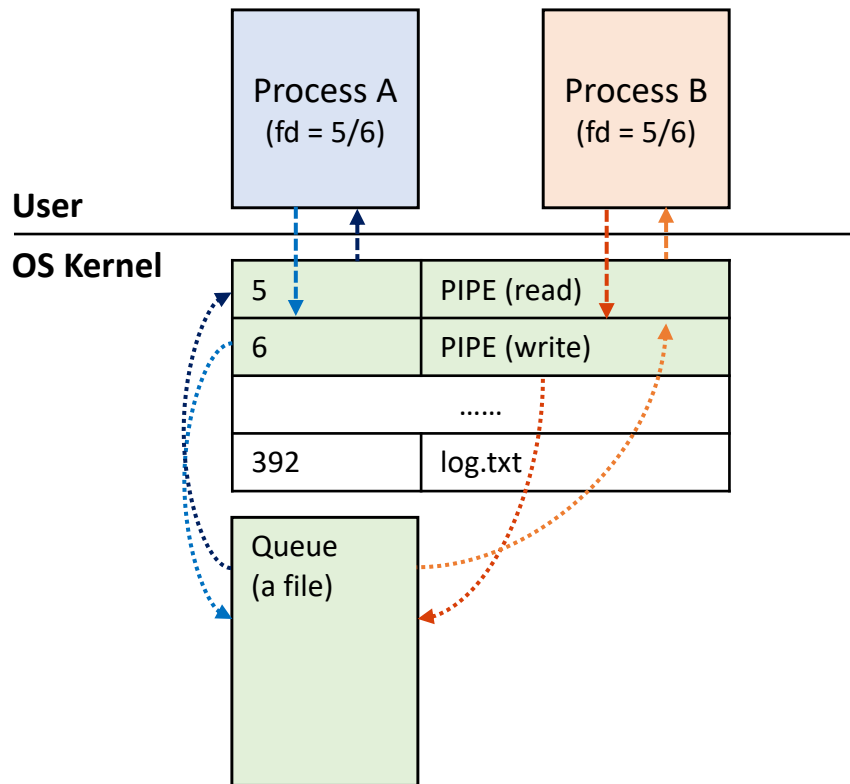 Process A
(fd = 5/6)
Process B
(fd = 5/6)
User
OS Kernel
5 PIPE (read)
6 PIPE (write)
......
392 log.txt
Queue
(a file)